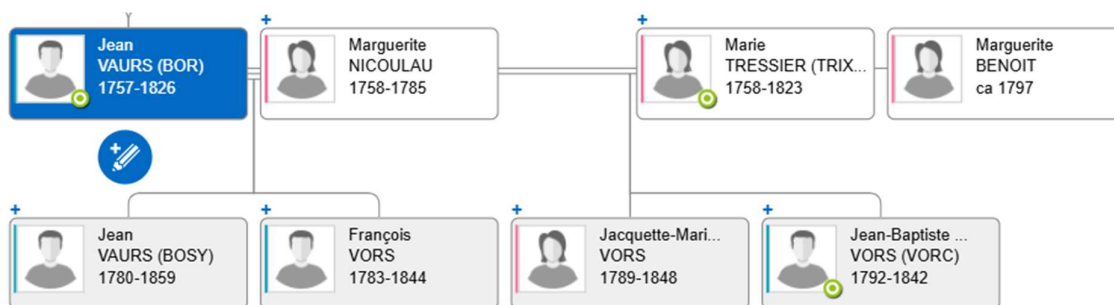 Jean
VAURS (BOR)
1757-1826
Marguerite
NICOULAU
1758-1785
Marie
TRESSIER (TRIX...
1758-1823
Marguerite
BENOIT
ca 1797
Jean
VAURS (BOSY)
1780-1859
François
VORS
1783-1844
Jacquette-Mari...
VORS
1789-1848
Jean-Baptiste ...
VORS (VORC)
1792-1842